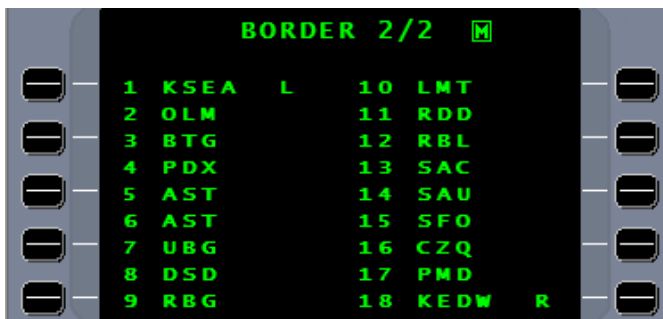 BORDER 2/2 M
1 KSEA L 10 LMT
2 OLM 11 RDD
3 BTG 12 RBL
4 PDX 13 SAC
5 AST 14 SAU
6 AST 15 SFO
7 UBG 16 CZQ
8 DSD 17 PMD
9 RBG 18 KEDW R